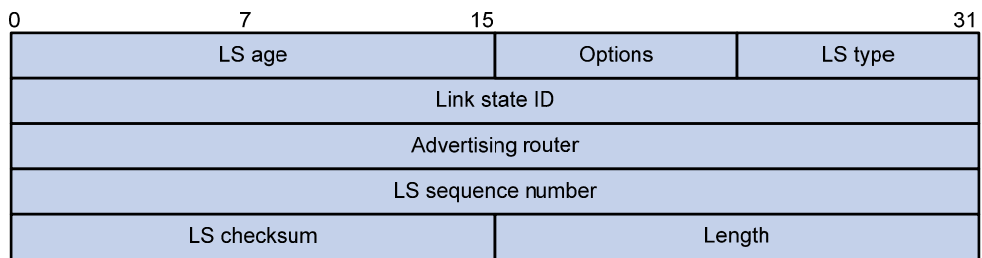 0 7 15 31
LS age Options LS type
Link state ID
Advertising router
LS sequence number
LS checksum Length